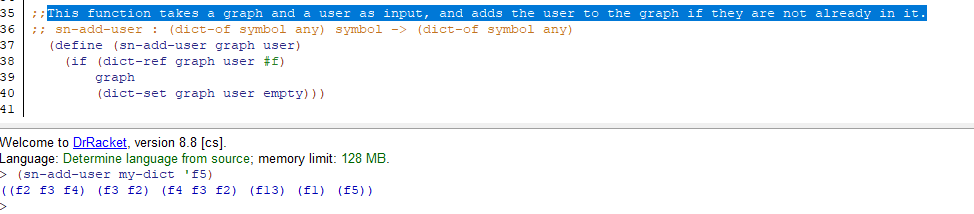 35 ;;This function takes a graph and a user as input, and adds the user to the graph if they are not already in it.
36 ;; sn-add-user : (dict-of symbol any) symbol -> (dict-of symbol any)
37 (define (sn-add-user graph user)
38 (if (dict-ref graph user #f)
39 graph
40 (dict-set graph user empty)))
41
Welcome to DrRacket, version 8.8 [cs].
Language: Determine language from source; memory limit: 128 MB.
> (sn-add-user my-dict 'f5)
((f2 f3 f4) (f3 f2) (f4 f3 f2) (f13) (f1) (f5))
>